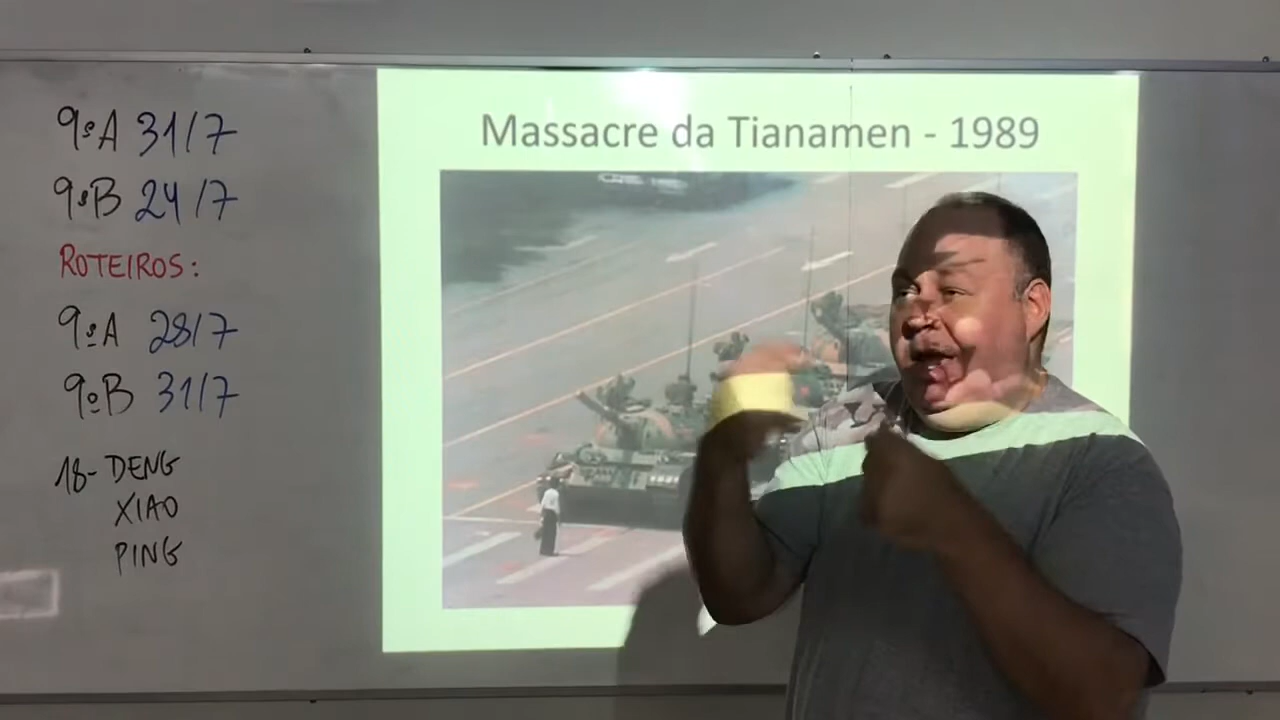 9ºA 31/7
9ºB 24/7
ROTEIROS:
9ºA 28/7
9ºB 31/7
18- DENG
XIAO
PING
Massacre da Tianamen - 1989